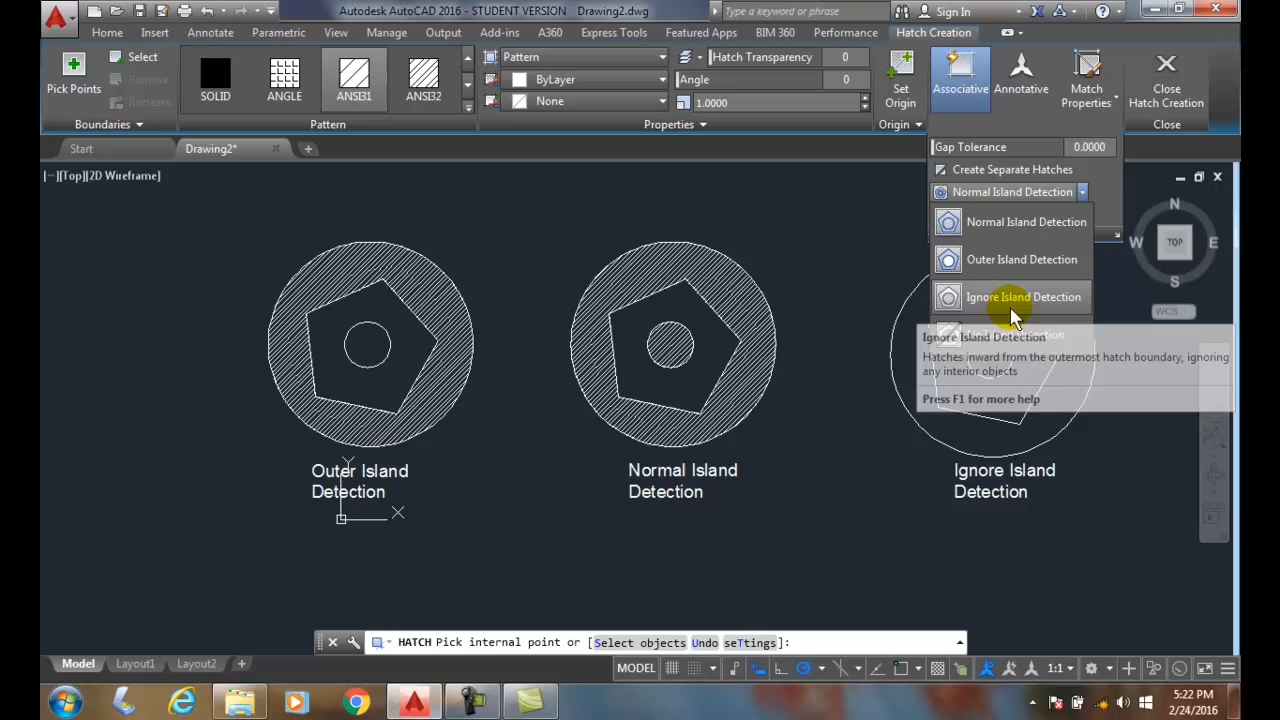 Autodesk AutoCAD 2016 - STUDENT VERSION Drawing2.dwg
Type a keyword or phrase
Sign In
Home Insert Annotate Parametric View Manage Output Add-ins A360 Express Tools Featured Apps BIM 360 Performance Hatch Creation
Pick Points
Select
Remove
Recreate
Boundaries
SOLID
ANGLE
ANSI31
ANSI32
Pattern
Pattern
ByLayer
None
Hatch Transparency 0
Angle 0
1.0000
Properties
Set
Origin
Origin
Associative
Annotative
Match
Properties
Close
Hatch Creation
Close
Start
Drawing2*
Gap Tolerance 0.0000
Create Separate Hatches
Normal Island Detection
Normal Island Detection
Outer Island Detection
Ignore Island Detection
Ignore Island Detection
Hatches inward from the outermost hatch boundary, ignoring
any interior objects
Press F1 for more help
[−][Top][2D Wireframe]
N
W TOP E
S
WCS
Outer Island
Detection
Normal Island
Detection
Ignore Island
Detection
Y
X
HATCH Pick internal point or [Select objects Undo seTtings]:
Model Layout1 Layout2
MODEL
1:1
5:22 PM
2/24/2016